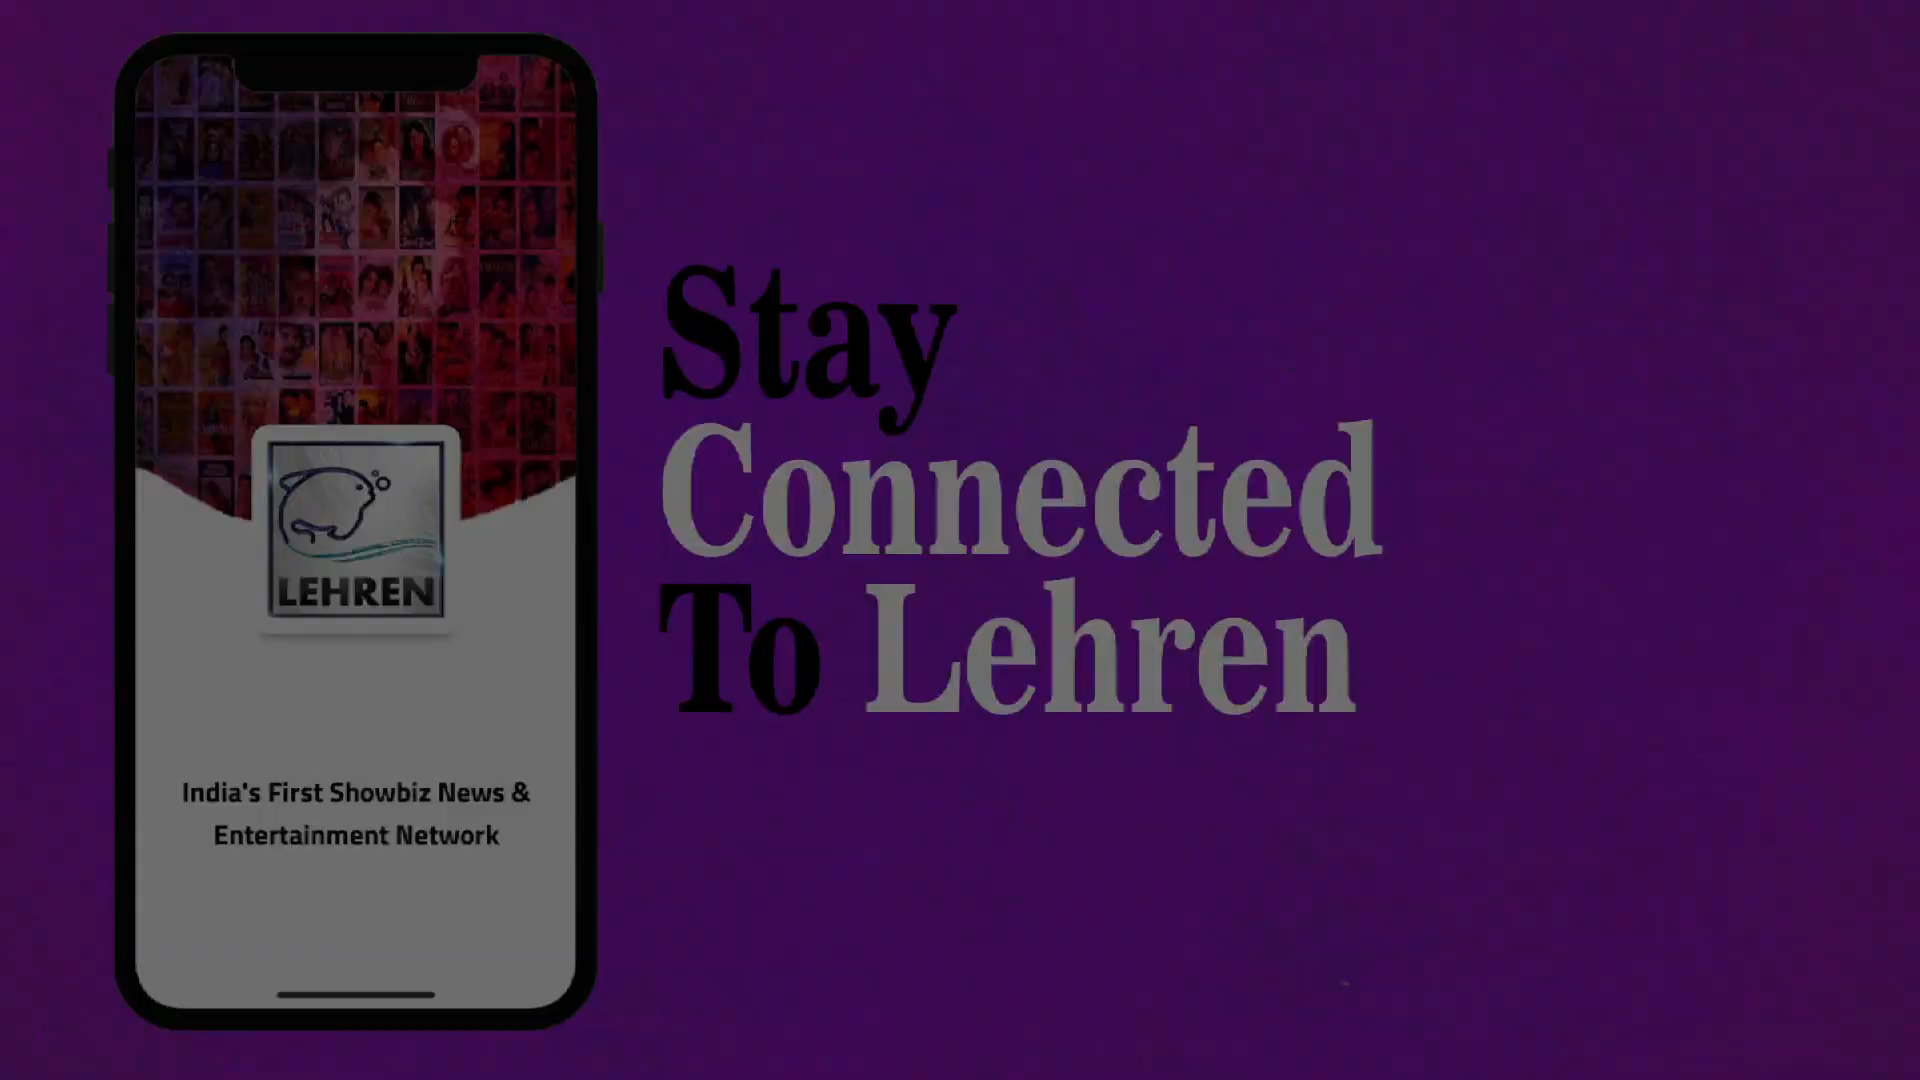 LEHREN
India's First Showbiz News &
Entertainment Network
Stay
Connected
To Lehren